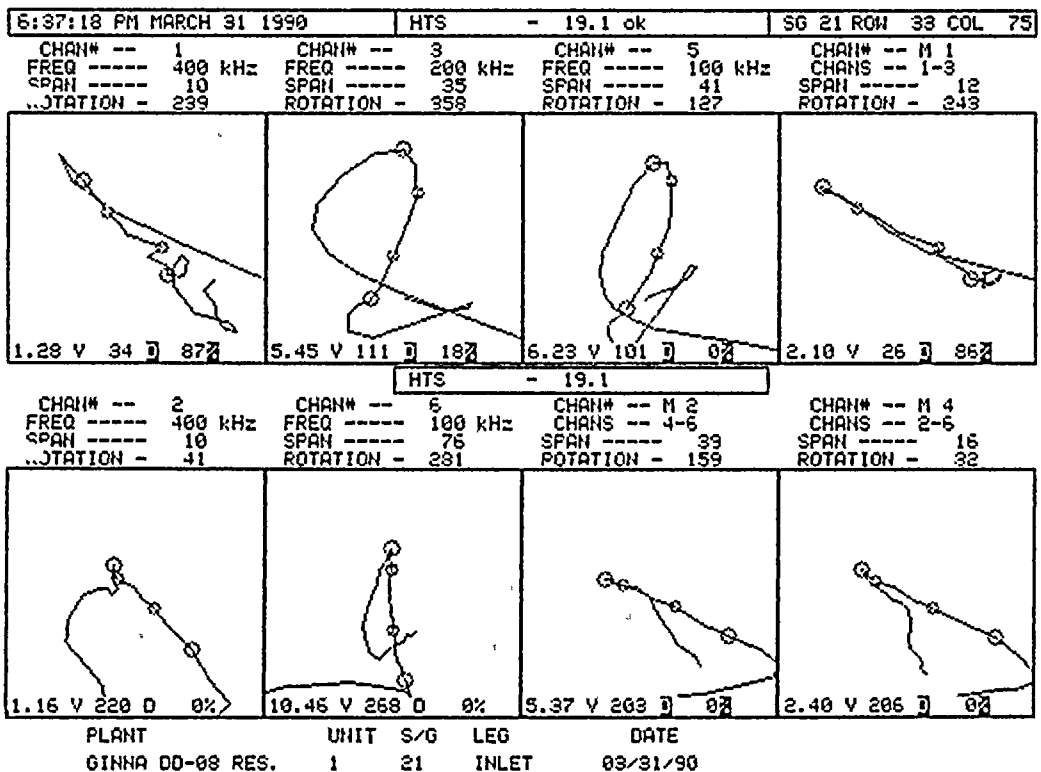 6:37:18 PM MARCH 31 1990 HTS - 19.1 ok SG 21 ROW 33 COL 75
CHAN# -- 1 CHAN# -- 3 CHAN# -- 5 CHAN# -- M 1
FREQ ----- 400 kHz FREQ ----- 200 kHz FREQ ----- 100 kHz CHANS -- 1-3
SPAN ----- 10 SPAN ----- 35 SPAN ----- 41 SPAN ----- 12
..OTATION - 239 ROTATION - 358 ROTATION - 127 ROTATION - 243
1.28 V 34 D 87% 5.45 V 111 D 18% 6.23 V 101 D 0% 2.10 V 26 D 86%
HTS - 19.1
CHAN# -- 2 CHAN# -- 6 CHAN# -- M 2 CHAN# -- M 4
FREQ ----- 400 kHz FREQ ----- 100 kHz CHANS -- 4-6 CHANS -- 2-6
SPAN ----- 10 SPAN ----- 76 SPAN ----- 39 SPAN ----- 16
..OTATION - 41 ROTATION - 281 ROTATION - 159 ROTATION - 32
1.16 V 220 D 0% 10.46 V 268 D 0% 5.37 V 203 D 0% 2.40 V 206 D 0%
PLANT UNIT S/G LEG DATE
GINNA DD-08 RES. 1 21 INLET 03/31/90